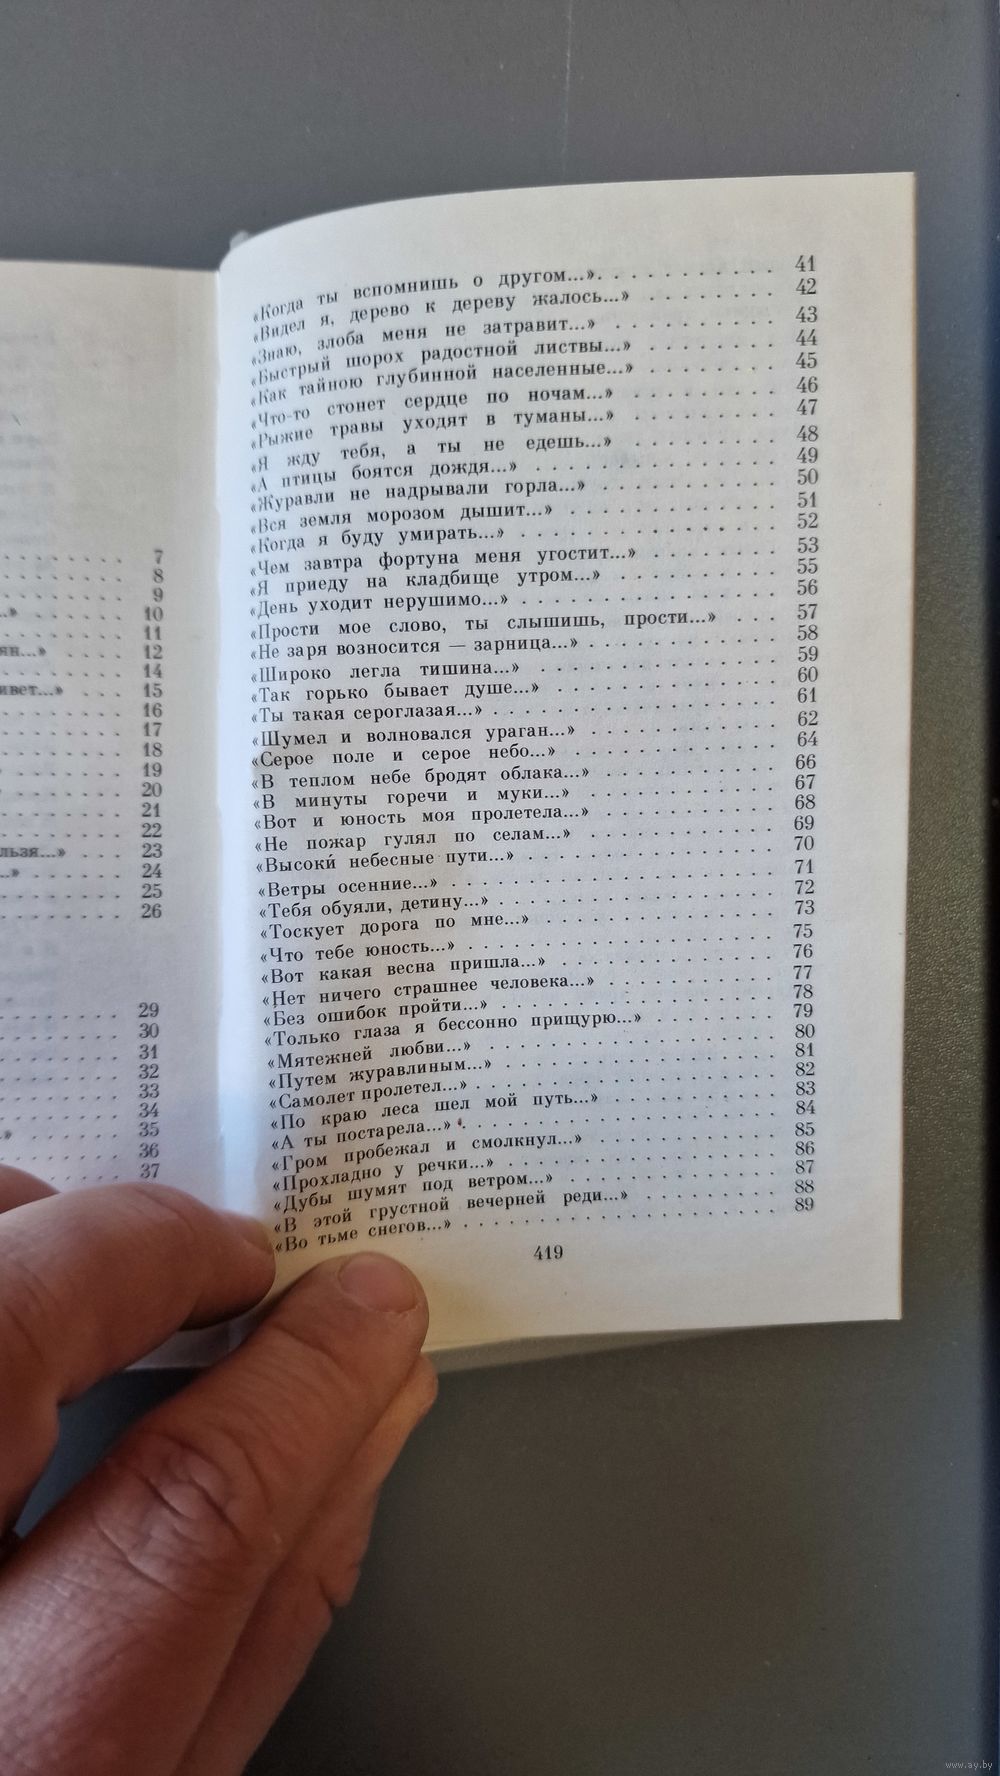 7
8
9
...» 10
11
...» 12
14
...» 15
16
17
18
19
20
21
22
...» 23
...» 24
25
26
29
30
31
32
33
34
35
36
37
«Когда ты вспомнишь о другом...». . . . . . . . . . . 41
«Видел я, дерево к дереву жалось...» . . . . . . . . 42
«Знаю, злоба меня не затравит...» . . . . . . . . . . 43
«Быстрый шорох радостной листвы...» . . . . . . . . 44
«Как тайною глубинной населенные...» . . . . . . . . 45
«Что-то стонет сердце по ночам...» . . . . . . . . . 46
«Рыжие травы уходят в туманы...» . . . . . . . . . 47
«Я жду тебя, а ты не едешь...» . . . . . . . . . 48
«А птицы боятся дождя...» . . . . . . . . . . . . . 49
«Журавли не надрывали горла...» . . . . . . . . . . 50
«Вся земля морозом дышит...» . . . . . . . . . . . 51
«Когда я буду умирать...» . . . . . . . . . . . . . 52
«Чем завтра фортуна меня угостит...» . . . . . . . . 53
«Я приеду на кладбище утром...» . . . . . . . . . 55
«День уходит нерушимо...» . . . . . . . . . . . . . 56
«Прости мое слово, ты слышишь, прости...» . . . 57
«Не заря возносится — зарница...» . . . . . . . . . . 58
«Широко легла тишина...» . . . . . . . . . . . . 59
«Так горько бывает душе...» . . . . . . . . . . . . 60
«Ты такая сероглазая...» . . . . . . . . . . . . . . 61
«Шумел и волновался ураган...» . . . . . . . . . . 62
«Серое поле и серое небо...» . . . . . . . . . . . 64
«В теплом небе бродят облака...» . . . . . . . . . . 66
«В минуты горечи и муки...» . . . . . . . . . . 67
«Вот и юность моя пролетела...» . . . . . . . . . . 68
«Не пожар гулял по селам...» . . . . . . . . . . 69
«Высоки́ небесные пути...» . . . . . . . . . . . . . 70
«Ветры осенние...» . . . . . . . . . . . . . . . . 71
«Тебя обуяли, детину...» . . . . . . . . . . . . . . 72
«Тоскует дорога по мне...» . . . . . . . . . . . . 73
«Что тебе юность...» . . . . . . . . . . . . . . . 75
«Вот какая весна пришла...» . . . . . . . . . . . 76
«Нет ничего страшнее человека...» . . . . . . . . . 77
«Без ошибок пройти...» . . . . . . . . . . . . . . 78
«Только глаза я бессонно прищурю...» . . . . . . . . 79
«Мятежней любви...» . . . . . . . . . . . . . . . 80
«Путем журавлиным...» . . . . . . . . . . . . . . 81
«Самолет пролетел...» . . . . . . . . . . . . . . . 82
«По краю леса шел мой путь...» . . . . . . . . . 83
«А ты постарела...» . . . . . . . . . . . . . . . . 84
«Гром пробежал и смолкнул...» . . . . . . . . . . 85
«Прохладно у речки...» . . . . . . . . . . . . . . 86
«Дубы шумят под ветром...» . . . . . . . . . . . 87
«В этой грустной вечерней реди...» . . . . . . . . . 88
«Во тьме снегов...» . . . . . . . . . . . . . . . . 89
419
www.ay.by